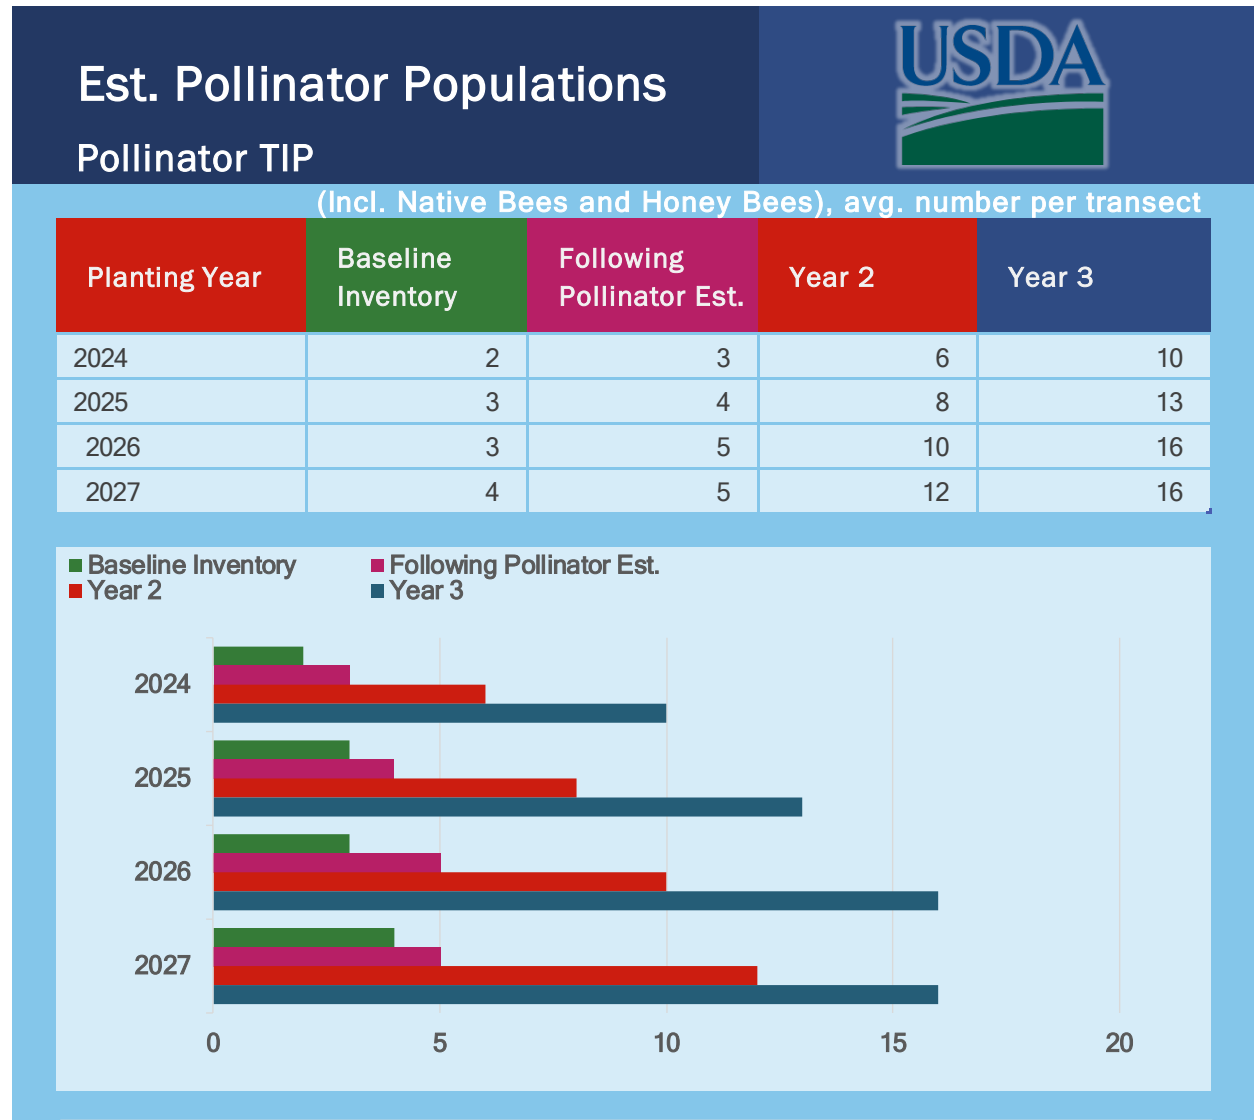 USDA
Est. Pollinator Populations
Pollinator TIP
(Incl. Native Bees and Honey Bees), avg. number per transect
Planting Year Baseline Inventory Following Pollinator Est. Year 2 Year 3
2024 2 3 6 10
2025 3 4 8 13
2026 3 5 10 16
2027 4 5 12 16
Baseline Inventory Following Pollinator Est.
Year 2 Year 3
2024
2025
2026
2027
0 5 10 15 20